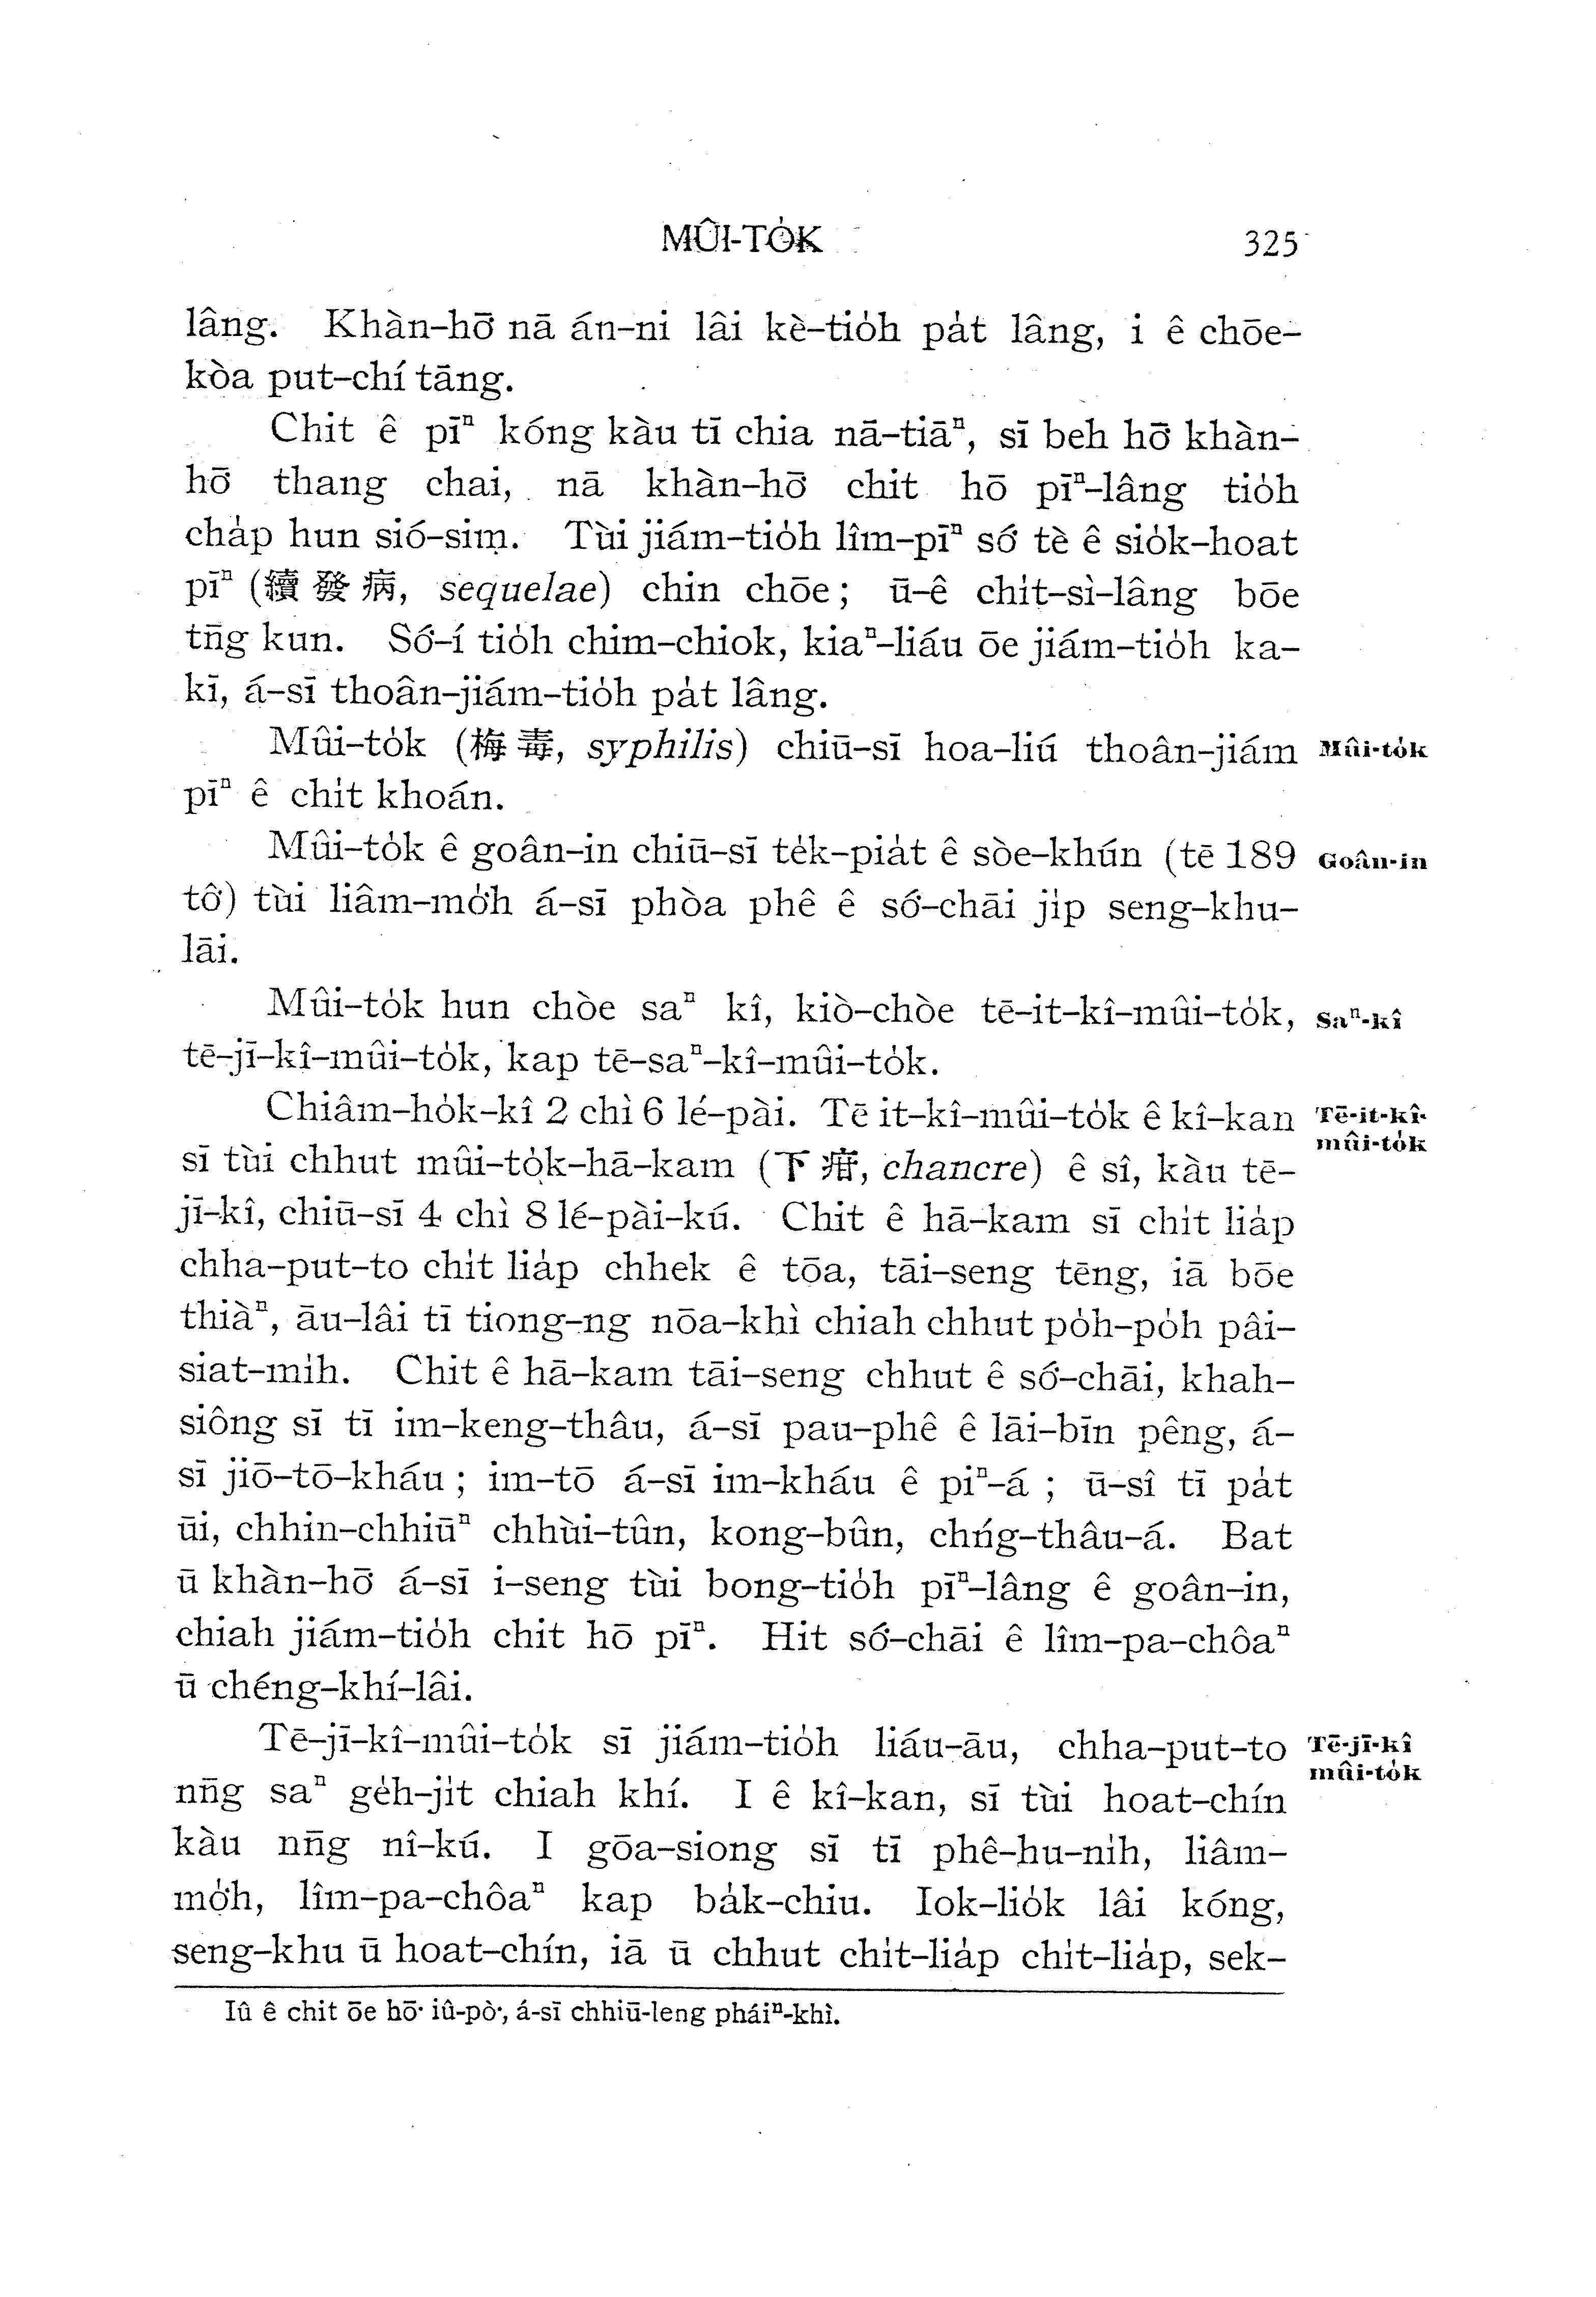 MÛI-TO̍K 325
lâng. Khàn-hō͘ nā án-ni lâi kè-tio̍h pa̍t lâng, i ê chōe-
kòa put-chí tāng.
Chit ê pīⁿ kóng kàu tī chia nā-tiāⁿ, sī beh hō͘ khàn-
hō͘ thang chai, nā khàn-hō͘ chit hō pīⁿ-lâng tio̍h
cha̍p hun sió-sim. Tùi jiám-tio̍h lîm-pīⁿ só͘ tè ê sio̍k-hoat
pīⁿ (續發病, sequelae) chin chōe; ū-ê chi̍t-sì-lâng bōe
tn̄g kun. Só͘-í tio̍h chim-chiok, kiaⁿ-liáu ōe jiám-tio̍h ka-
kī, á-sī thoân-jiám-tio̍h pa̍t lâng.
Mûi-to̍k (梅毒, syphilis) chiū-sī hoa-liú thoân-jiám
Mûi-to̍k
pīⁿ ê chi̍t khoán.
Mûi-to̍k ê goân-in chiū-sī te̍k-pia̍t ê sòe-khún (tē 189
Goân-in
tô͘) tùi liâm-mo̍͘h á-sī phòa phê ê só͘-chāi ji̍p seng-khu-
lāi.
Mûi-to̍k hun chòe saⁿ kî, kiò-chòe tē-it-kî-mûi-to̍k,
Saⁿ-kî
tē-jī-kî-mûi-to̍k, kap tē-saⁿ-kî-mûi-to̍k.
Chiâm-ho̍k-kî 2 chì 6 lé-pài. Tē it-kî-mûi-to̍k ê kî-kan
Tē-it-kî-
mûi-to̍k
sī tùi chhut mûi-to̍k-hā-kam (下疳, chancre) ê sî, kàu tē-
jī-kî, chiū-sī 4 chì 8 lé-pài-kú. Chit ê hā-kam sī chi̍t lia̍p
chha-put-to chi̍t lia̍p chhek ê tōa, tāi-seng tēng, iā bōe
thiàⁿ, āu-lâi tī tiong-ng nōa-khì chiah chhut po̍h-po̍h pâi-
siat-mi̍h. Chit ê hā-kam tāi-seng chhut ê só͘-chāi, khah-
siông sī tī im-keng-thâu, á-sī pau-phê ê lāi-bīn pêng, á-
sī jiō-tō-kháu; im-tō á-sī im-kháu ê piⁿ-á; ū-sî tī pa̍t
ūi, chhin-chhiūⁿ chhùi-tûn, kong-bûn, chńg-thâu-á. Bat
ū khàn-hō͘ á-sī i-seng tùi bong-tio̍h pīⁿ-lâng ê goân-in,
chiah jiám-tio̍h chit hō pīⁿ. Hit só͘-chāi ê lîm-pa-chôaⁿ
ū chéng-khí-lâi.
Tē-jī-kî-mûi-to̍k sī jiám-tio̍h liáu-āu, chha-put-to
Tē-jī-kî
mûi-to̍k
nn̄g saⁿ ge̍h-ji̍t chiah khí. I ê kî-kan, sī tùi hoat-chín
kàu nn̄g nî-kú. I gōa-siong sī tī phê-hu-ni̍h, liâm-
mo̍͘h, lîm-pa-chôaⁿ kap ba̍k-chiu. Iok-lio̍k lâi kóng,
seng-khu ū hoat-chín, iā ū chhut chi̍t-lia̍p chi̍t-lia̍p, sek-
Iû ê chit ōe hō͘ iû-pò͘, á-sī chhiū-leng pháiⁿ-khì.